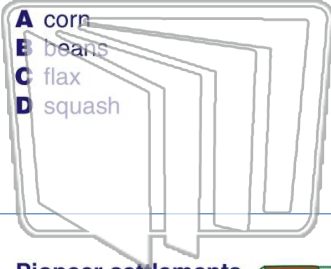 A corn
B beans
C flax
D squash
Pioneer settlements